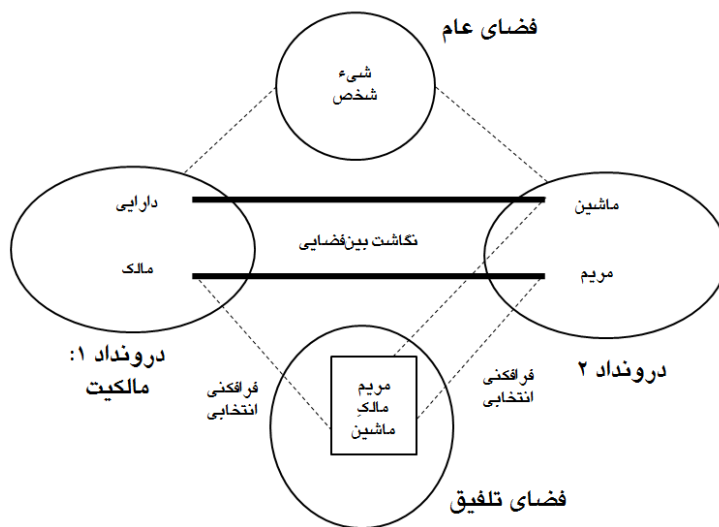 فضای عام
شیء
شخص
دارایی
ماشین
نگاشت بین‌فضایی
مالک
مریم
درونداد ۱:
مالکیت
درونداد ۲
فرافکنی
انتخابی
مریم
مالکِ
ماشین
فرافکنی
انتخابی
فضای تلفیق